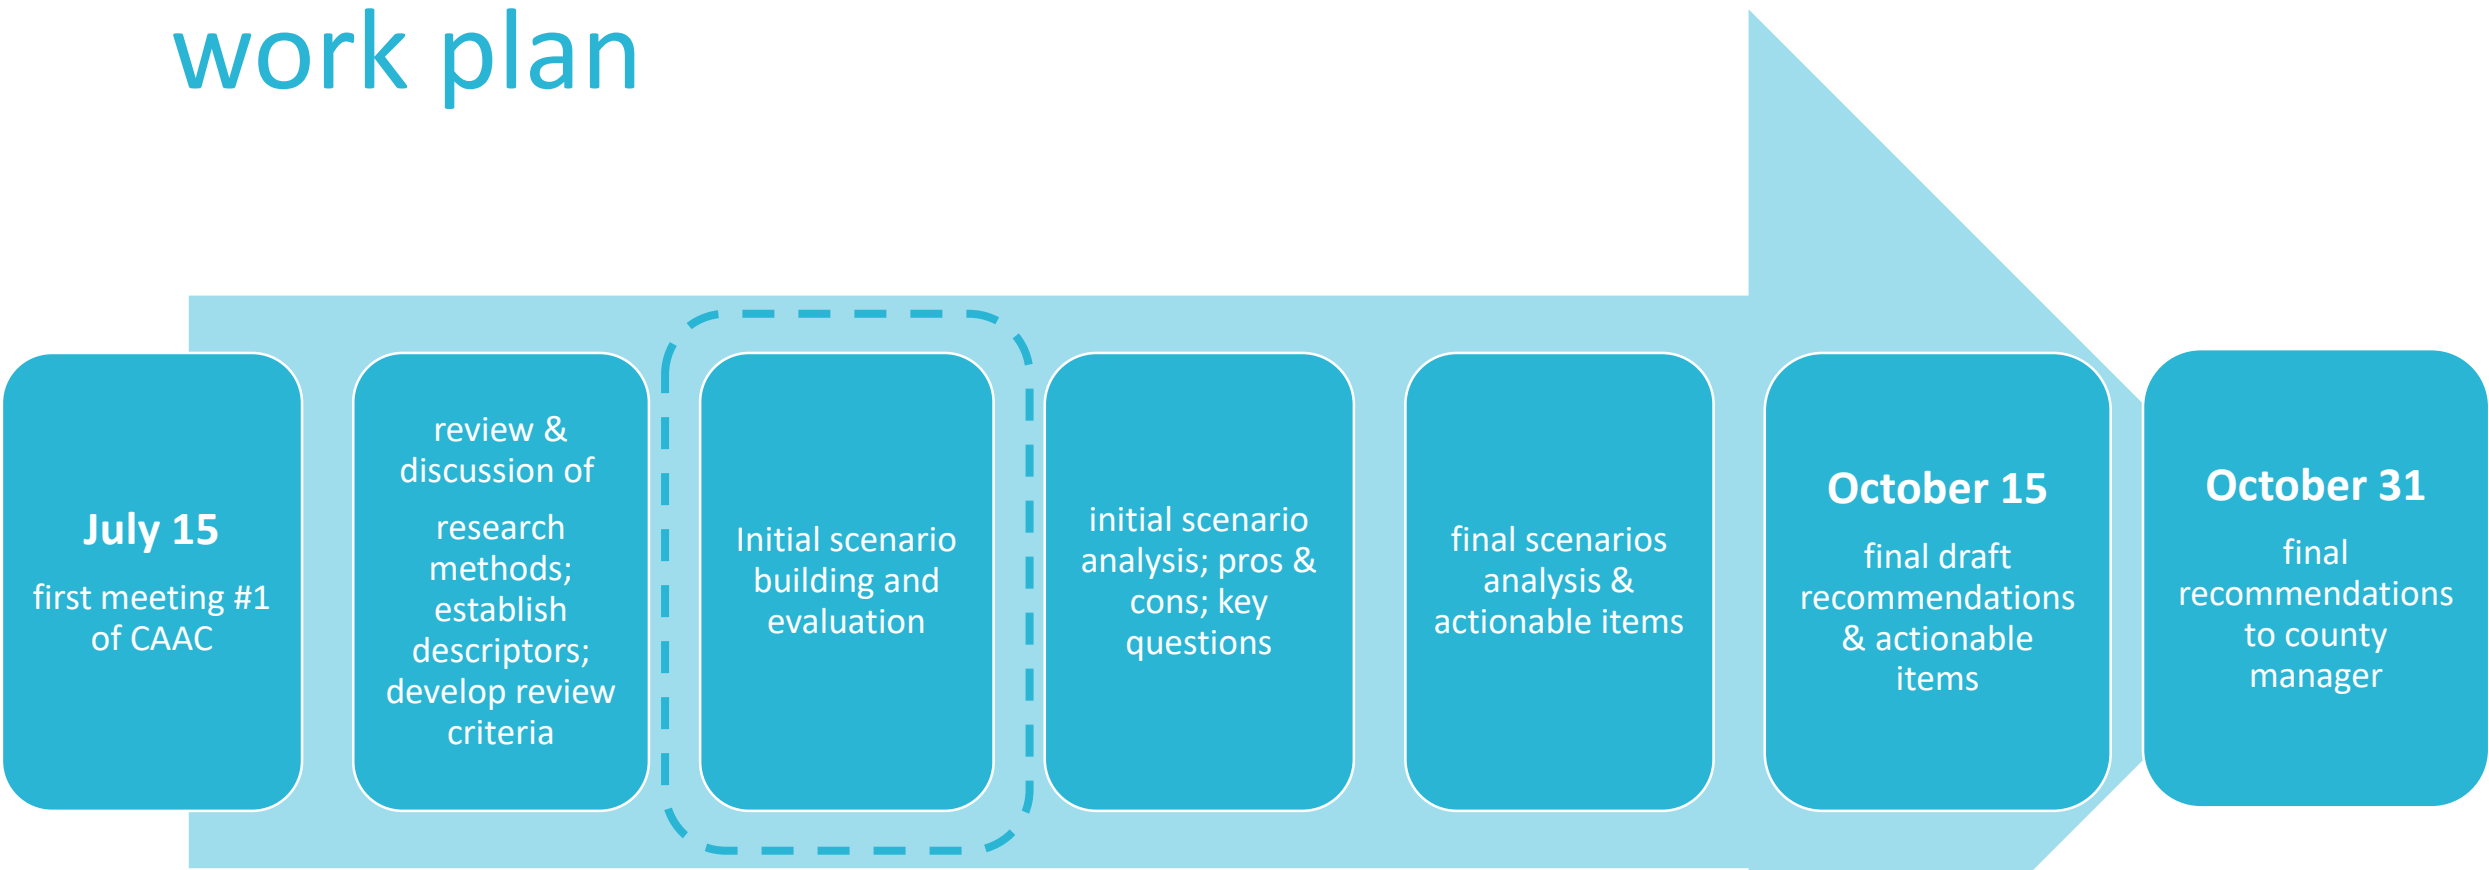 work plan
July 15
first meeting #1
of CAAC
review &
discussion of
research
methods;
establish
descriptors;
develop review
criteria
Initial scenario
building and
evaluation
initial scenario
analysis; pros &
cons; key
questions
final scenarios
analysis &
actionable items
October 15
final draft
recommendations
& actionable
items
October 31
final
recommendations
to county
manager